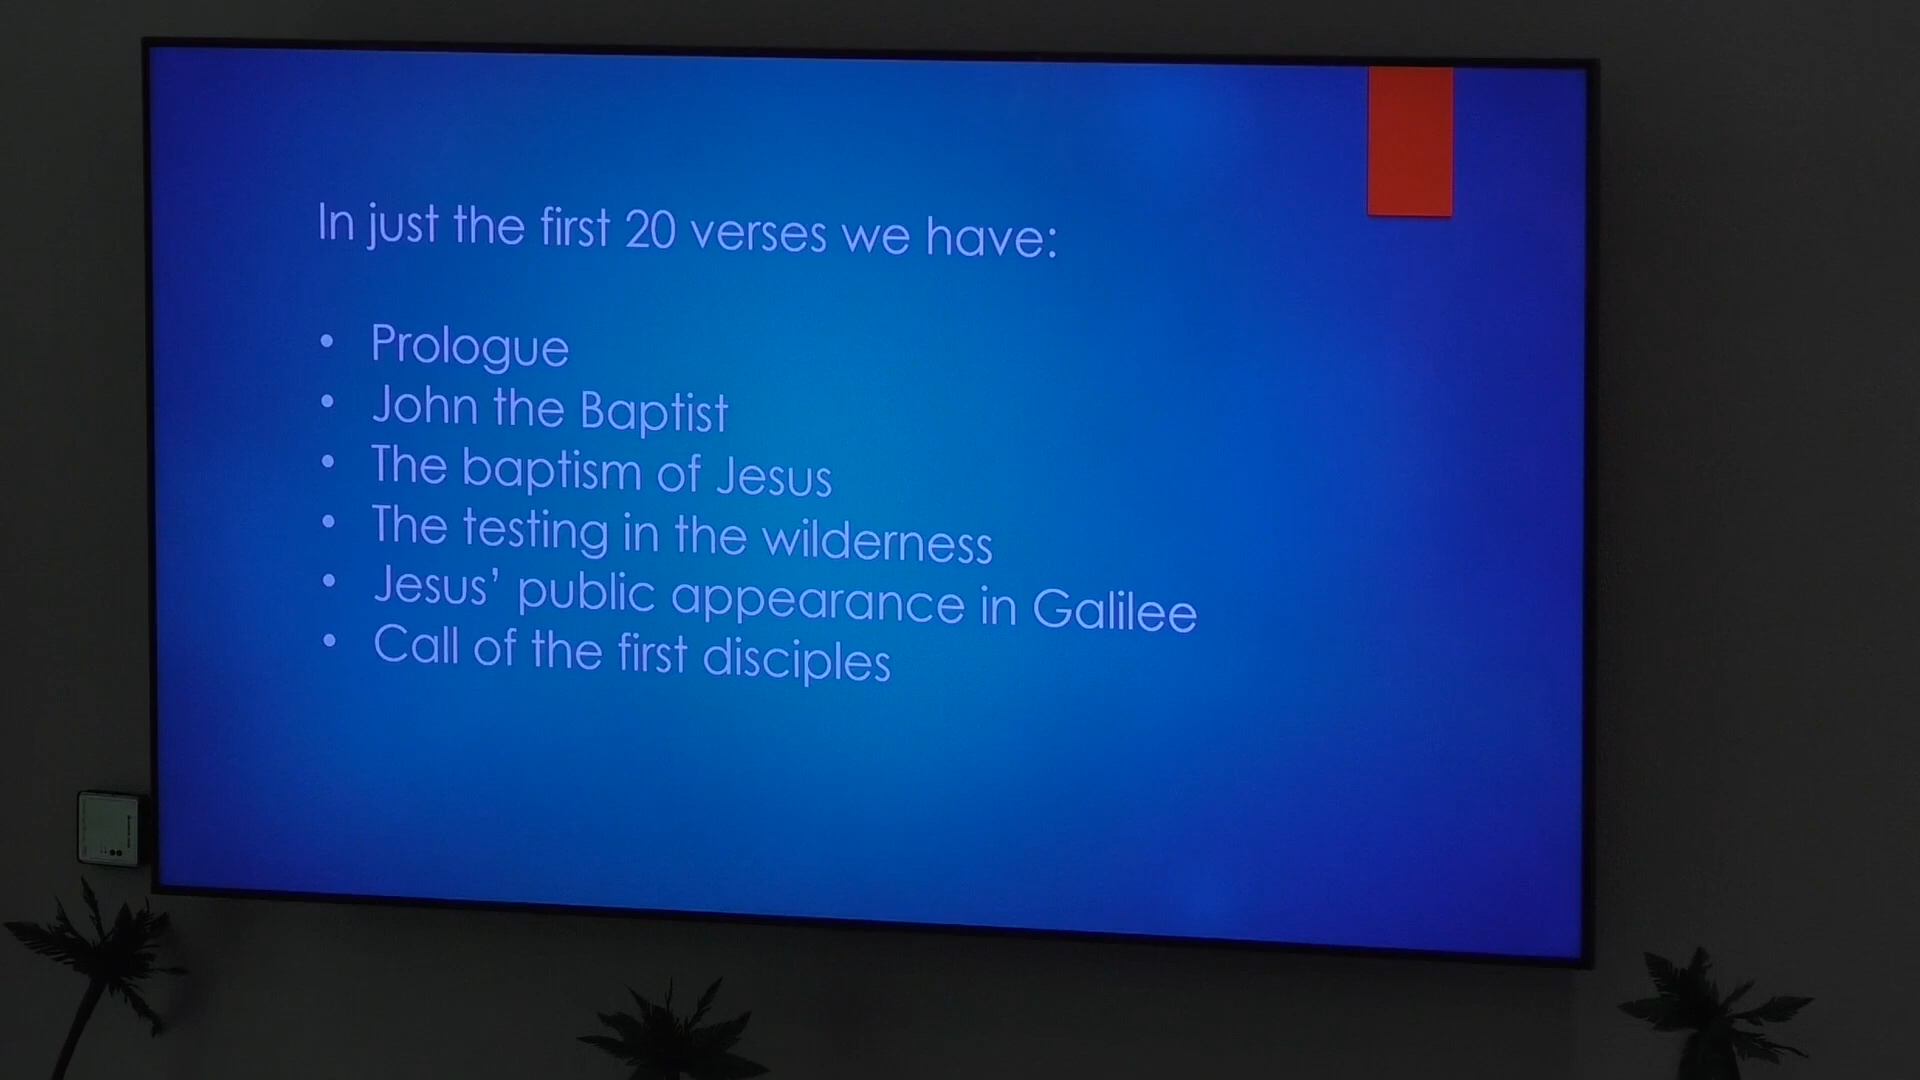 In just the first 20 verses we have:
• Prologue
• John the Baptist
• The baptism of Jesus
• The testing in the wilderness
• Jesus’ public appearance in Galilee
• Call of the first disciples